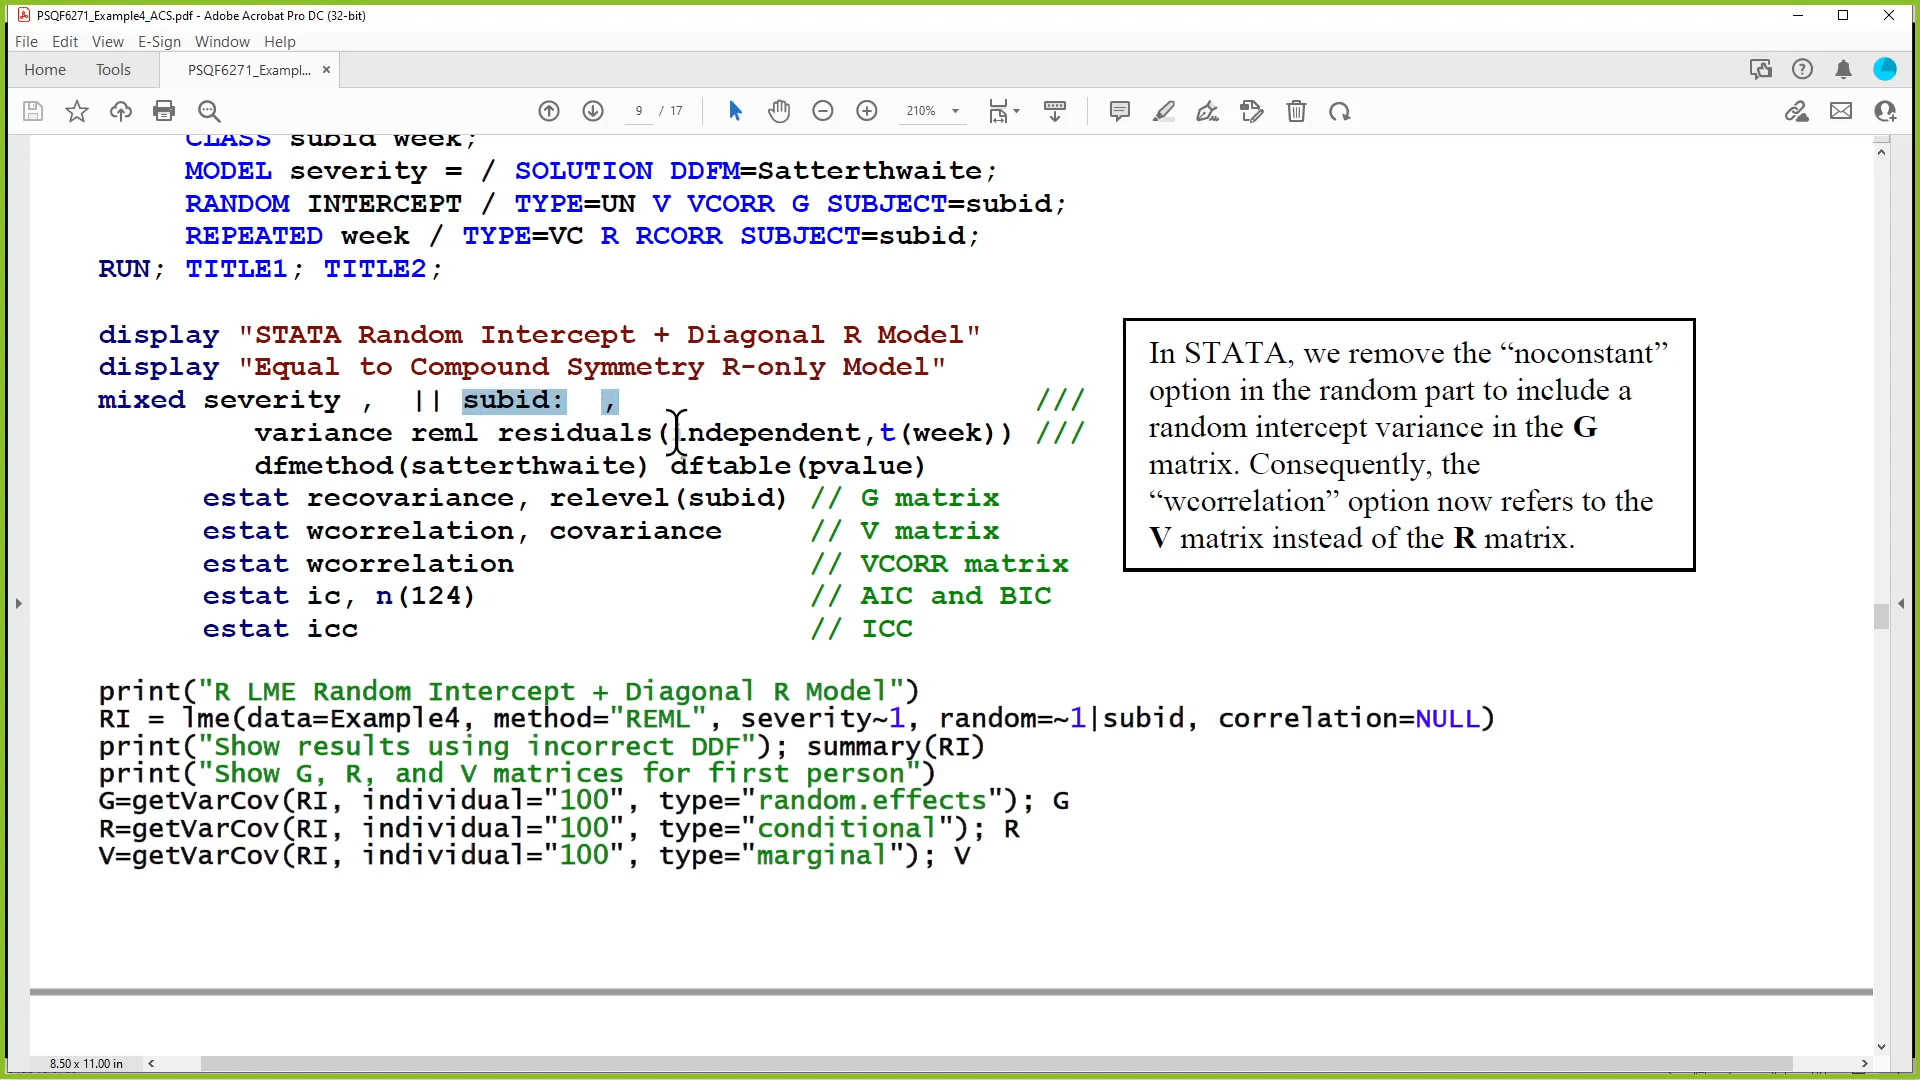 PSQF6271_Example4_ACS.pdf - Adobe Acrobat Pro DC (32-bit)
File Edit View E-Sign Window Help
Home Tools PSQF6271_Exampl... ×
9 / 17 210%
CLASS subid week;
MODEL severity = / SOLUTION DDFM=Satterthwaite;
RANDOM INTERCEPT / TYPE=UN V VCORR G SUBJECT=subid;
REPEATED week / TYPE=VC R RCORR SUBJECT=subid;
RUN; TITLE1; TITLE2;
display "STATA Random Intercept + Diagonal R Model"
display "Equal to Compound Symmetry R-only Model"
mixed severity , || subid: , ///
variance reml residuals(independent,t(week)) ///
dfmethod(satterthwaite) dftable(pvalue)
estat recovariance, relevel(subid) // G matrix
estat wcorrelation, covariance // V matrix
estat wcorrelation // VCORR matrix
estat ic, n(124) // AIC and BIC
estat icc // ICC
In STATA, we remove the “noconstant”
option in the random part to include a
random intercept variance in the G
matrix. Consequently, the
“wcorrelation” option now refers to the
V matrix instead of the R matrix.
print("R LME Random Intercept + Diagonal R Model")
RI = lme(data=Example4, method="REML", severity~1, random=~1|subid, correlation=NULL)
print("Show results using incorrect DDF"); summary(RI)
print("Show G, R, and V matrices for first person")
G=getVarCov(RI, individual="100", type="random.effects"); G
R=getVarCov(RI, individual="100", type="conditional"); R
V=getVarCov(RI, individual="100", type="marginal"); V
8.50 x 11.00 in